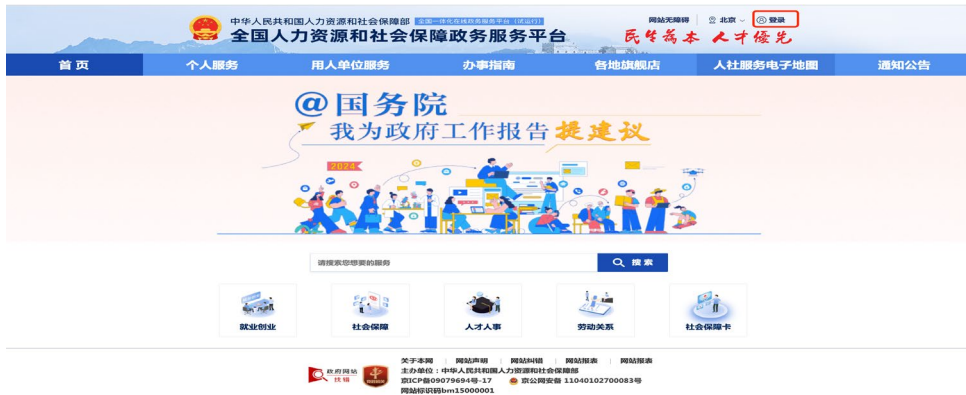 中华人民共和国人力资源和社会保障部 全国一体化在线政务服务平台（试运行）
网站无障碍 北京 登录
全国人力资源和社会保障政务服务平台
民生为本 人才优先
首页 个人服务 用人单位服务 办事指南 各地旗舰店 人社服务电子地图 通知公告
@国务院
我为政府工作报告提建议
2024
请搜索您想要的服务 搜索
就业创业 社会保障 人才人事 劳动关系 社会保障卡
关于本网 网站声明 网站纠错 网站报表 网站报表
政府网站
找错
主办单位：中华人民共和国人力资源和社会保障部
京ICP备09079694号-17 京公网安备 11040102700083号
网站标识码bm15000001